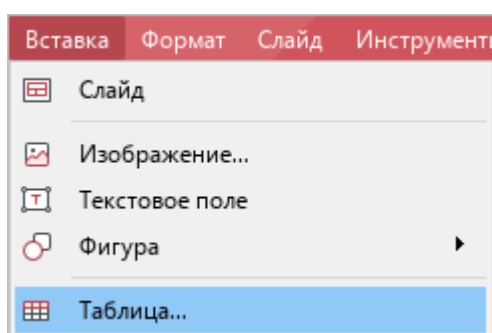 Вставка Формат Слайд
Слайд
Изображение...
Текстовое поле
Фигура
Таблица...